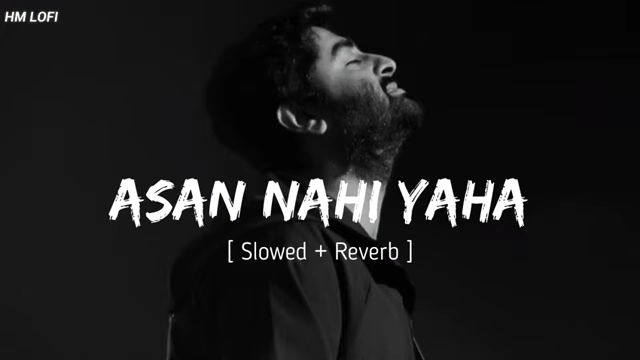 HM LOFI
ASAN NAHI YAHA
[ Slowed + Reverb ]